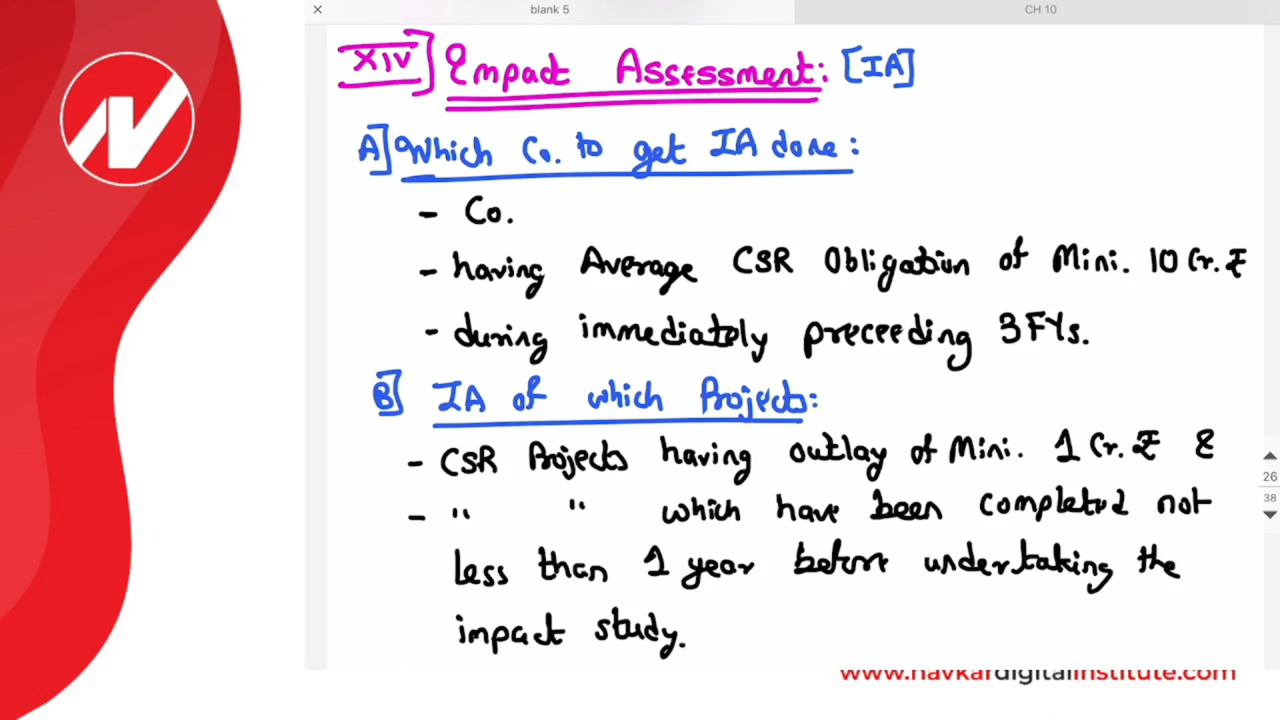 blank 5
CH 10
XIV] Impact Assessment: [IA]
A] Which Co. to get IA done:
- Co.
- having Average CSR Obligation of Mini. 10 Cr. ₹
- during immediately preceeding 3 FYs.
B] IA of which Projects:
- CSR Projects having outlay of Mini. 1 Cr. ₹ &
- " " which have been completed not
less than 1 year before undertaking the
impact study.
26
38
www.navkardigitalinstitute.com